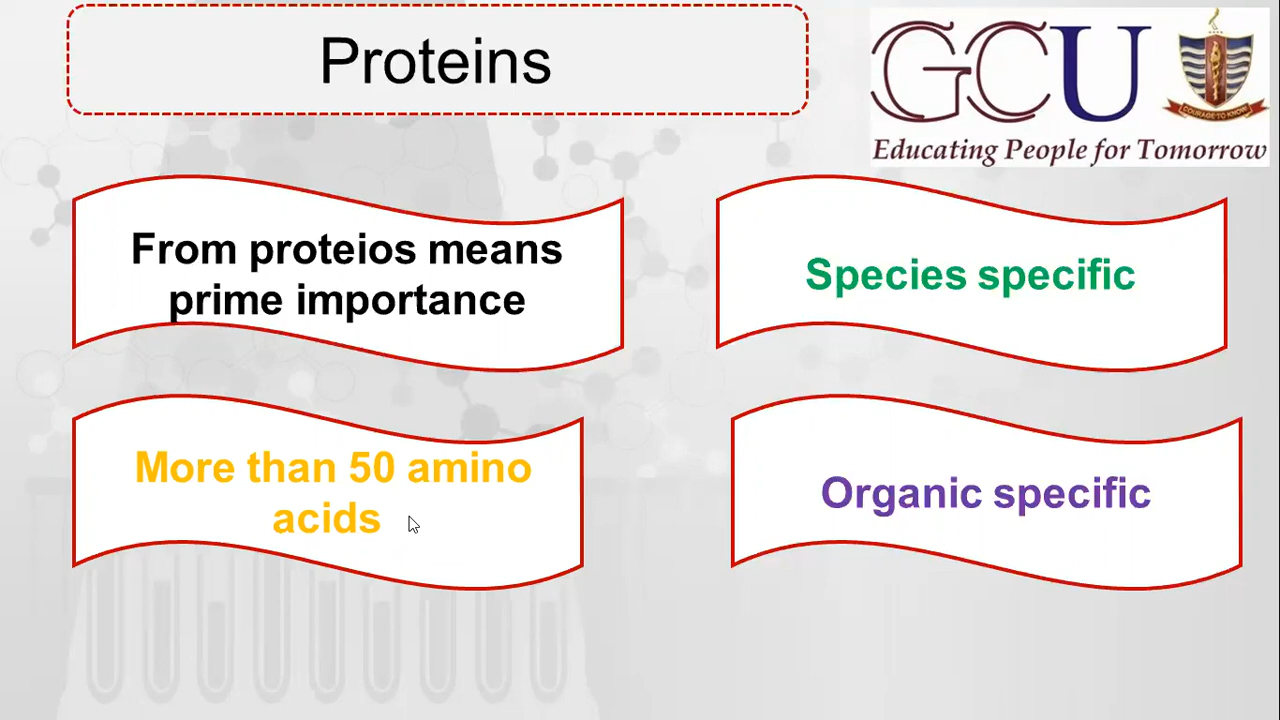 Proteins
GCU
COURAGE TO KNOW
Educating People for Tomorrow
From proteios means
prime importance
Species specific
More than 50 amino
acids
Organic specific